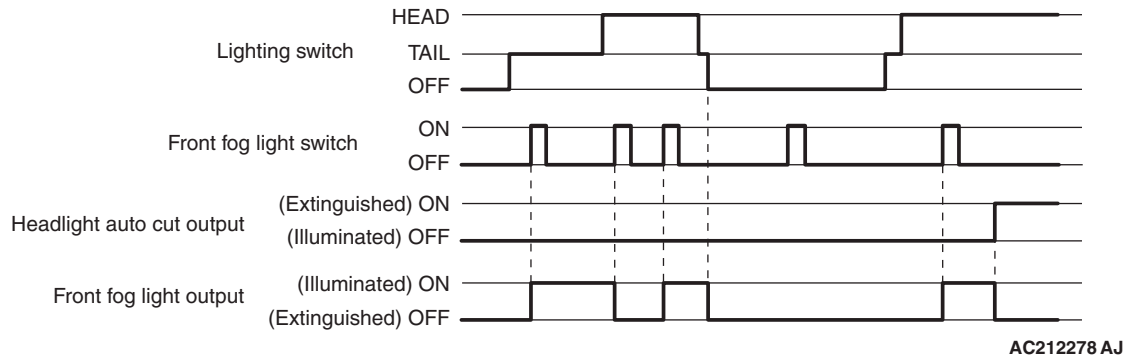 Lighting switch
HEAD
TAIL
OFF
Front fog light switch
ON
OFF
Headlight auto cut output
(Extinguished) ON
(Illuminated) OFF
Front fog light output
(Illuminated) ON
(Extinguished) OFF
AC212278 AJ